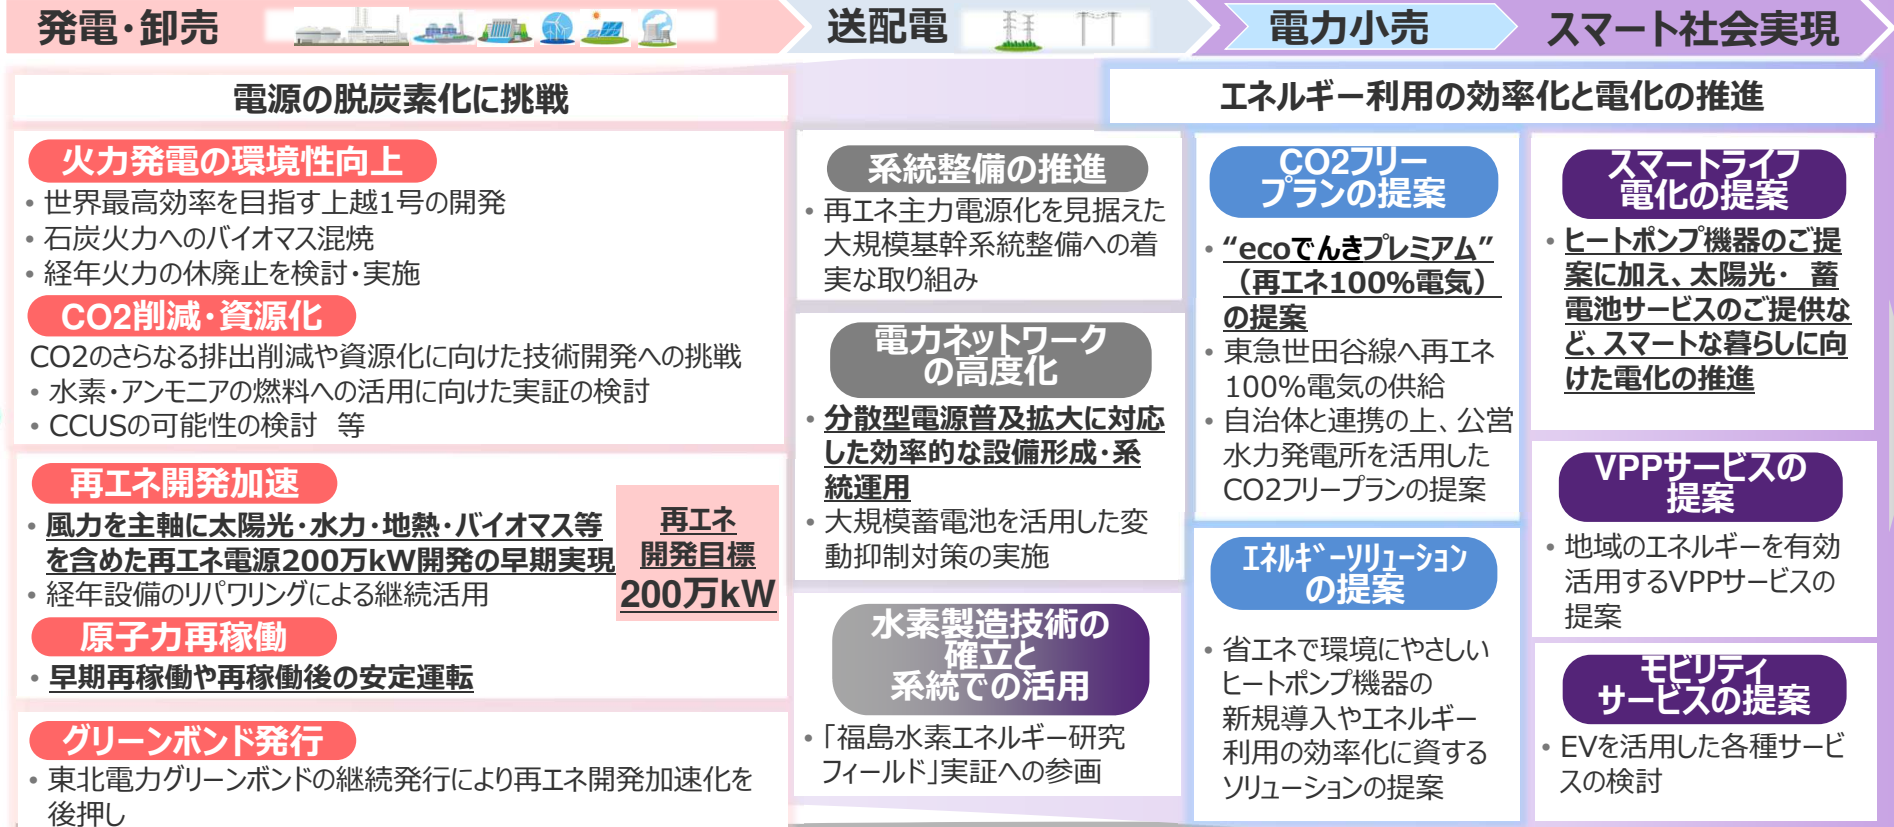 発電・卸売
送配電
電力小売
スマート社会実現
電源の脱炭素化に挑戦
エネルギー利用の効率化と電化の推進
火力発電の環境性向上
・世界最高効率を目指す上越1号の開発
・石炭火力へのバイオマス混焼
・経年火力の休廃止を検討・実施
CO2削減・資源化
CO2のさらなる排出削減や資源化に向けた技術開発への挑戦
・水素・アンモニアの燃料への活用に向けた実証の検討
・CCUSの可能性の検討 等
再エネ開発加速
・風力を主軸に太陽光・水力・地熱・バイオマス等
を含めた再エネ電源200万kW開発の早期実現
・経年設備のリパワリングによる継続活用
再エネ
開発目標
200万kW
原子力再稼働
・早期再稼働や再稼働後の安定運転
グリーンボンド発行
・東北電力グリーンボンドの継続発行により再エネ開発加速化を
後押し
系統整備の推進
・再エネ主力電源化を見据えた
大規模基幹系統整備への着
実な取り組み
電力ネットワーク
の高度化
・分散型電源普及拡大に対応
した効率的な設備形成・系
統運用
・大規模蓄電池を活用した変
動抑制対策の実施
水素製造技術の
確立と
系統での活用
・「福島水素エネルギー研究
フィールド」実証への参画
CO2フリー
プランの提案
・“ecoでんきプレミアム”
（再エネ100%電気）
の提案
・東急世田谷線へ再エネ
100%電気の供給
・自治体と連携の上、公営
水力発電所を活用した
CO2フリープランの提案
ｴﾈﾙｷﾞｰｿﾘｭｰｼｮﾝ
の提案
・省エネで環境にやさしい
ヒートポンプ機器の
新規導入やエネルギー
利用の効率化に資する
ソリューションの提案
スマートライフ
電化の提案
・ヒートポンプ機器のご提
案に加え、太陽光・ 蓄
電池サービスのご提供な
ど、スマートな暮らしに向
けた電化の推進
VPPサービスの
提案
・地域のエネルギーを有効
活用するVPPサービスの
提案
モビリティ
サービスの提案
・EVを活用した各種サービ
スの検討